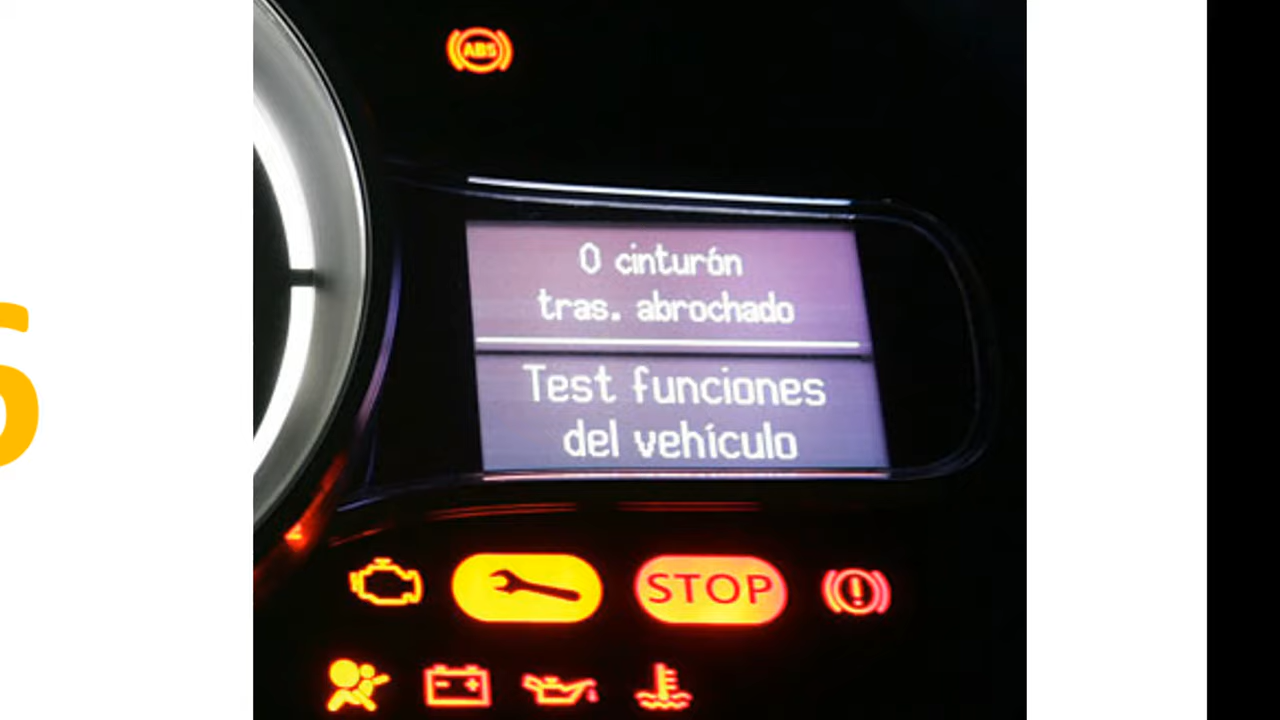 ABS
0 cinturón
tras. abrochado
Test funciones
del vehículo
STOP